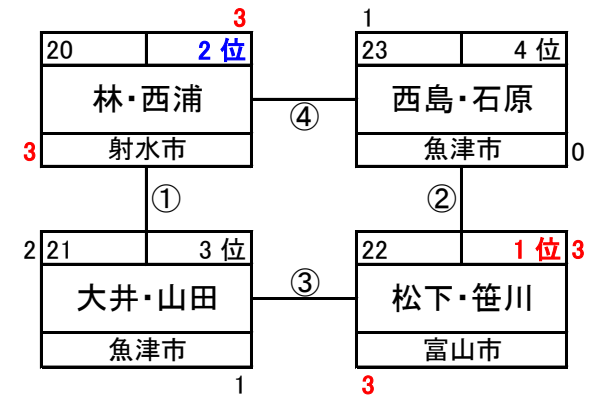 3 1
20 2 位 23 4 位
林・西浦 西島・石原
④
3 射水市 魚津市 0
① ②
2 21 3 位 22 1 位 3
大井・山田 松下・笹川
③
魚津市 富山市
1 3